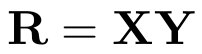 R = XY